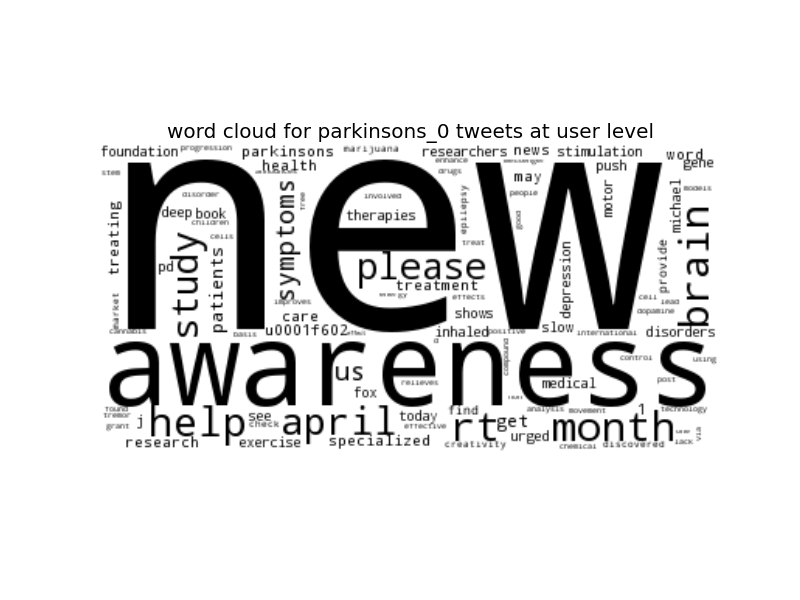 word cloud for parkinsons_0 tweets at user level
foundation progression parkinsons marijuana researchers news stimulation word
health enhance push gene
stem drugs may
disorder involved people motor michael models
treating deep book therapies epilepsy good
children
symptoms free
study cells treat brain
patients pd please depression provide
new
treatment
market improves energy effects cell lead
care shows dopamine
cannabis basis u0001f602 effect inhaled positive slow international disorders
awareness
us compound control using
relieves medical post
fox
found help see april today rt find get analysis movement month 1 technology
tremor j check
grant effective urged via
research exercise specialized creativity chemical discovered lack